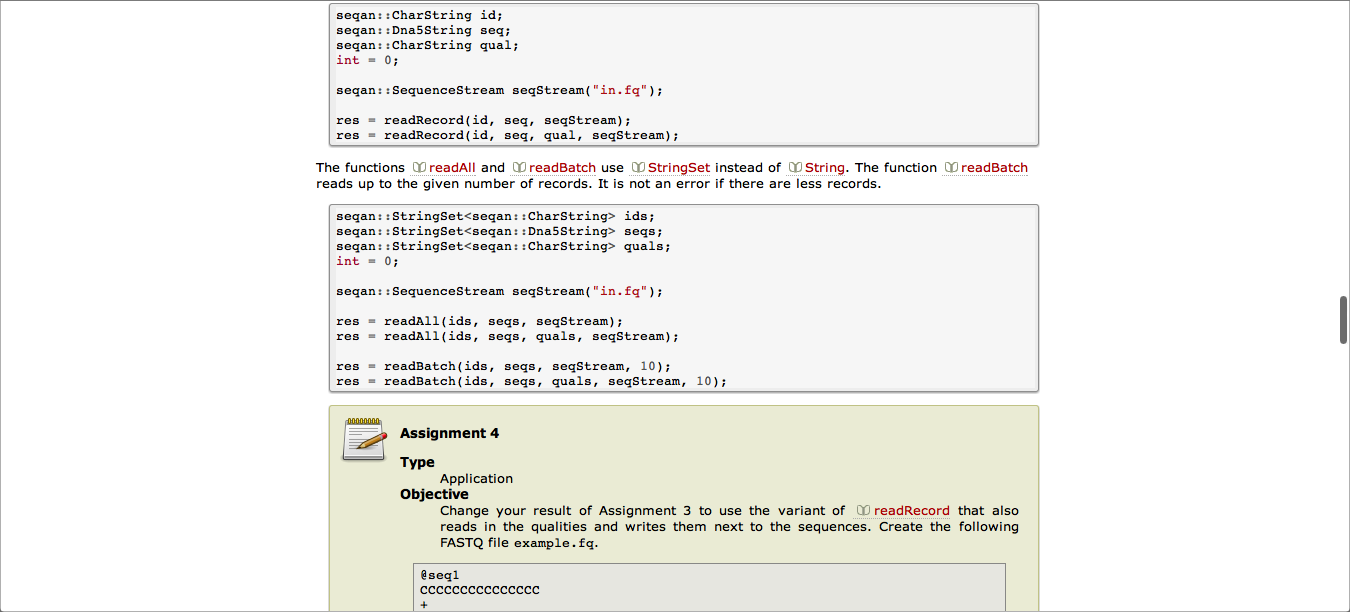 seqan::CharString id;
seqan::Dna5String seq;
seqan::CharString qual;
int = 0;
seqan::SequenceStream seqStream("in.fq");
res = readRecord(id, seq, seqStream);
res = readRecord(id, seq, qual, seqStream);
The functions readAll and readBatch use StringSet instead of String. The function readBatch
reads up to the given number of records. It is not an error if there are less records.
seqan::StringSet<seqan::CharString> ids;
seqan::StringSet<seqan::Dna5String> seqs;
seqan::StringSet<seqan::CharString> quals;
int = 0;
seqan::SequenceStream seqStream("in.fq");
res = readAll(ids, seqs, seqStream);
res = readAll(ids, seqs, quals, seqStream);
res = readBatch(ids, seqs, seqStream, 10);
res = readBatch(ids, seqs, quals, seqStream, 10);
Assignment 4
Type
Application
Objective
Change your result of Assignment 3 to use the variant of readRecord that also
reads in the qualities and writes them next to the sequences. Create the following
FASTQ file example.fq.
@seq1
CCCCCCCCCCCCCCC
+